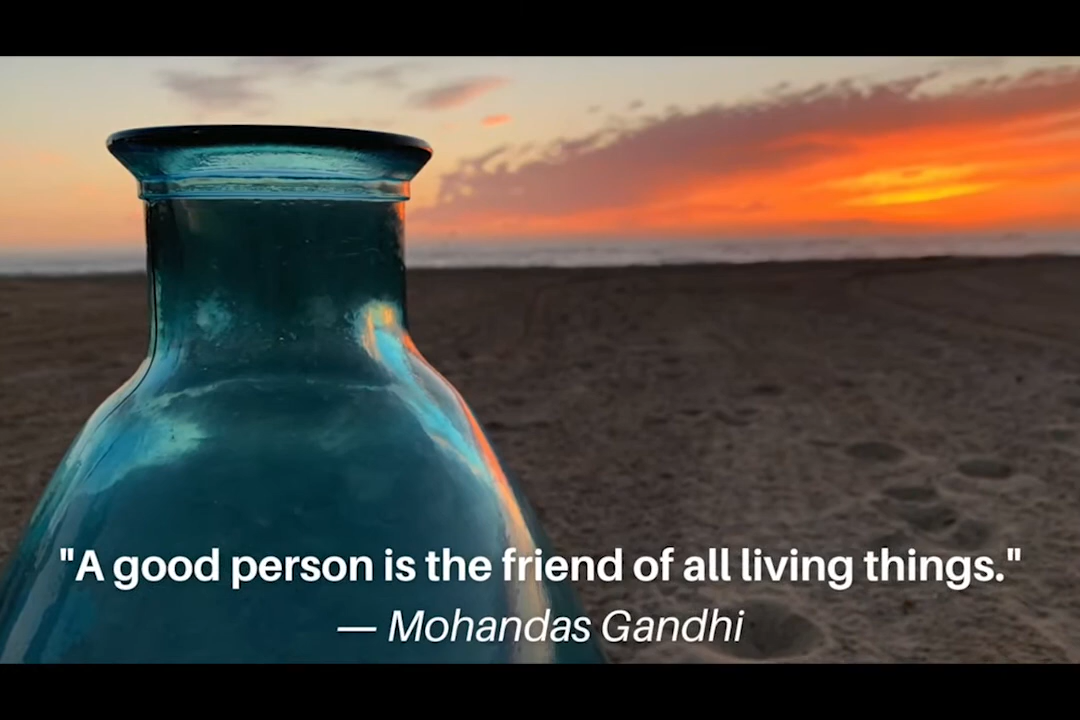 "A good person is the friend of all living things."
— Mohandas Gandhi